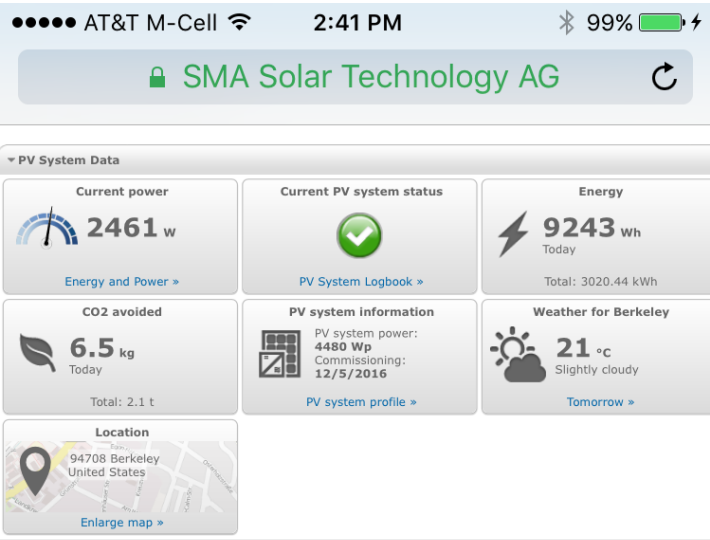 AT&T M-Cell 2:41 PM 99%
SMA Solar Technology AG
PV System Data
Current power
2461 W
Energy and Power »
Current PV system status
PV System Logbook »
Energy
9243 Wh
Today
Total: 3020.44 kWh
CO2 avoided
6.5 kg
Today
Total: 2.1 t
PV system information
PV system power:
4480 Wp
Commissioning:
12/5/2016
PV system profile »
Weather for Berkeley
21 °C
Slightly cloudy
Tomorrow »
Location
94708 Berkeley
United States
Enlarge map »